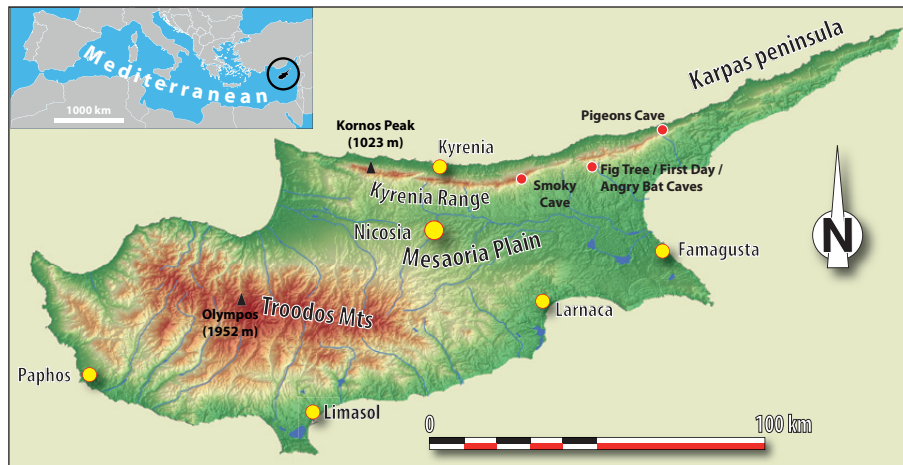 Mediterranean
1000 km
Karpas peninsula
Pigeons Cave
Kornos Peak
(1023 m)
Kyrenia
Fig Tree / First Day /
Angry Bat Caves
Smoky
Cave
Kyrenia Range
Nicosia
Mesaoria Plain
N
Famagusta
Olympos
(1952 m)
Troodos Mts
Larnaca
Paphos
Limasol
0
100 km